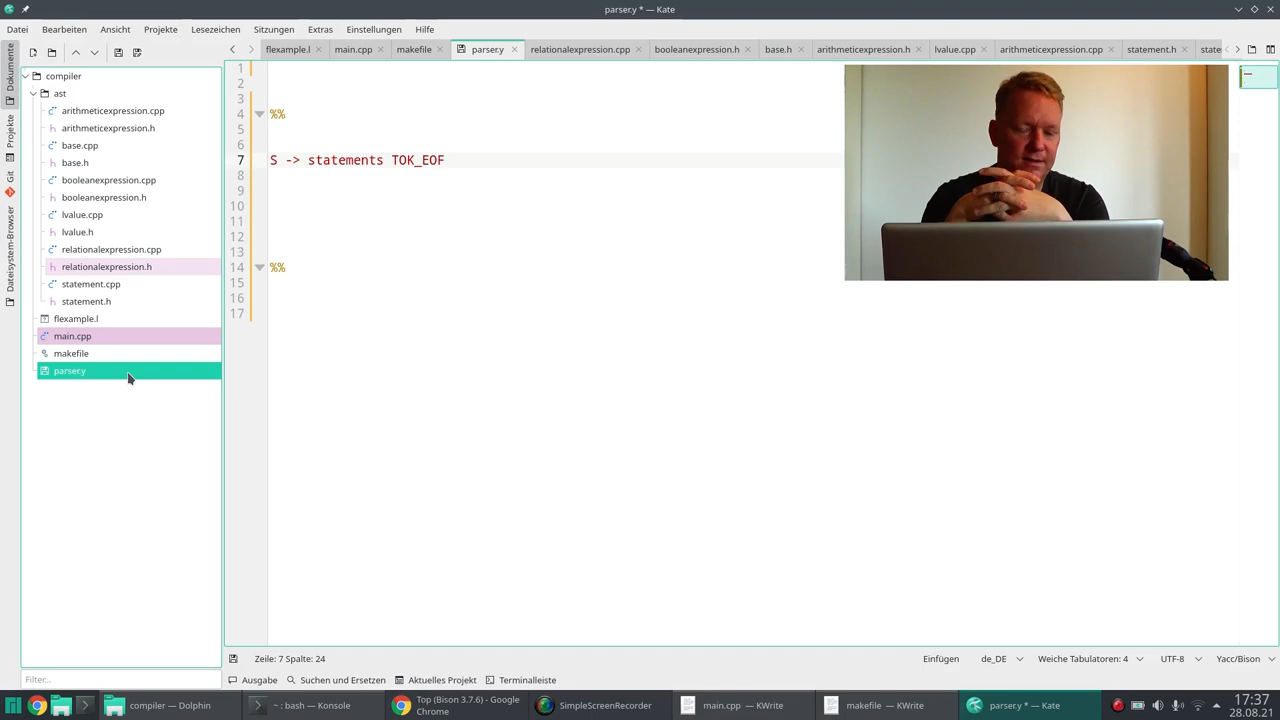 parser.y * — Kate
Datei Bearbeiten Ansicht Projekte Lesezeichen Sitzungen Extras Einstellungen Hilfe
flexample.l main.cpp makefile parser.y relationalexpression.cpp booleanexpression.h base.h arithmeticexpression.h lvalue.cpp arithmeticexpression.cpp statement.h state
Dokumente
Projekte
Git
Dateisystem-Browser
compiler
ast
arithmeticexpression.cpp
arithmeticexpression.h
base.cpp
base.h
booleanexpression.cpp
booleanexpression.h
lvalue.cpp
lvalue.h
relationalexpression.cpp
relationalexpression.h
statement.cpp
statement.h
flexample.l
main.cpp
makefile
parser.y
Filter...
1
2
3
4 %%
5
6
7 S -> statements TOK_EOF
8
9
10
11
12
13
14 %%
15
16
17
Zeile: 7 Spalte: 24 Einfügen de_DE Weiche Tabulatoren: 4 UTF-8 Yacc/Bison
Ausgabe Suchen und Ersetzen Aktuelles Projekt Terminalleiste
compiler — Dolphin
~ : bash — Konsole
Top (Bison 3.7.6) - Google Chrome
SimpleScreenRecorder
main.cpp — KWrite
makefile — KWrite
parser.y * — Kate
17:37
28.08.21